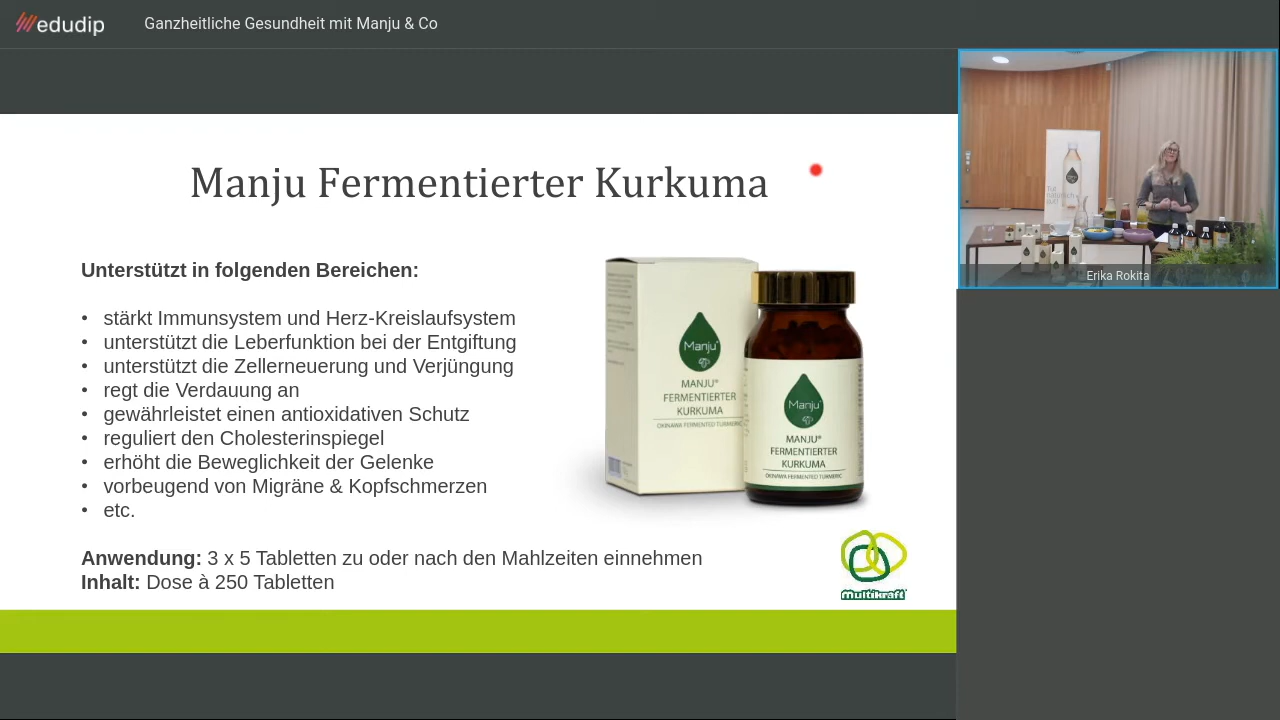 edudip
Ganzheitliche Gesundheit mit Manju & Co
Manju Fermentierter Kurkuma
Unterstützt in folgenden Bereichen:
• stärkt Immunsystem und Herz-Kreislaufsystem
• unterstützt die Leberfunktion bei der Entgiftung
• unterstützt die Zellerneuerung und Verjüngung
• regt die Verdauung an
• gewährleistet einen antioxidativen Schutz
• reguliert den Cholesterinspiegel
• erhöht die Beweglichkeit der Gelenke
• vorbeugend von Migräne & Kopfschmerzen
• etc.
Anwendung: 3 x 5 Tabletten zu oder nach den Mahlzeiten einnehmen
Inhalt: Dose à 250 Tabletten
Manju
MANJU®
FERMENTIERTER
KURKUMA
OKINAWA FERMENTED TURMERIC
Manju
MANJU®
FERMENTIERTER
KURKUMA
OKINAWA FERMENTED TURMERIC
multikraft
Erika Rokita